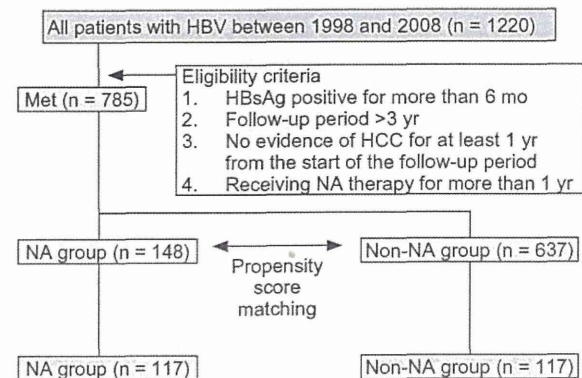 All patients with HBV between 1998 and 2008 (n = 1220)
Eligibility criteria
1. HBsAg positive for more than 6 mo
2. Follow-up period >3 yr
3. No evidence of HCC for at least 1 yr
from the start of the follow-up period
4. Receiving NA therapy for more than 1 yr
Met (n = 785)
NA group (n = 148)
Non-NA group (n = 637)
Propensity
score
matching
NA group (n = 117)
Non-NA group (n = 117)